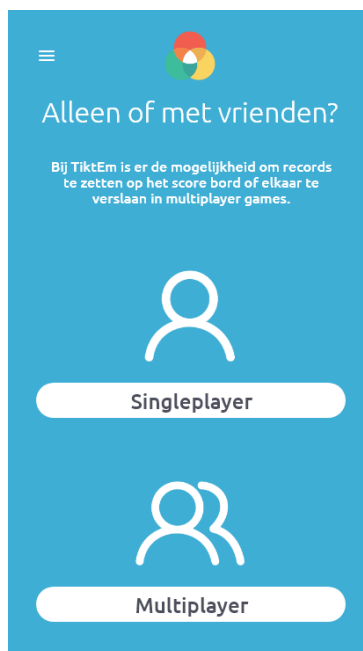 Alleen of met vrienden?
Bij TiktEm is er de mogelijkheid om records
te zetten op het score bord of elkaar te
verslaan in multiplayer games.
Singleplayer
Multiplayer